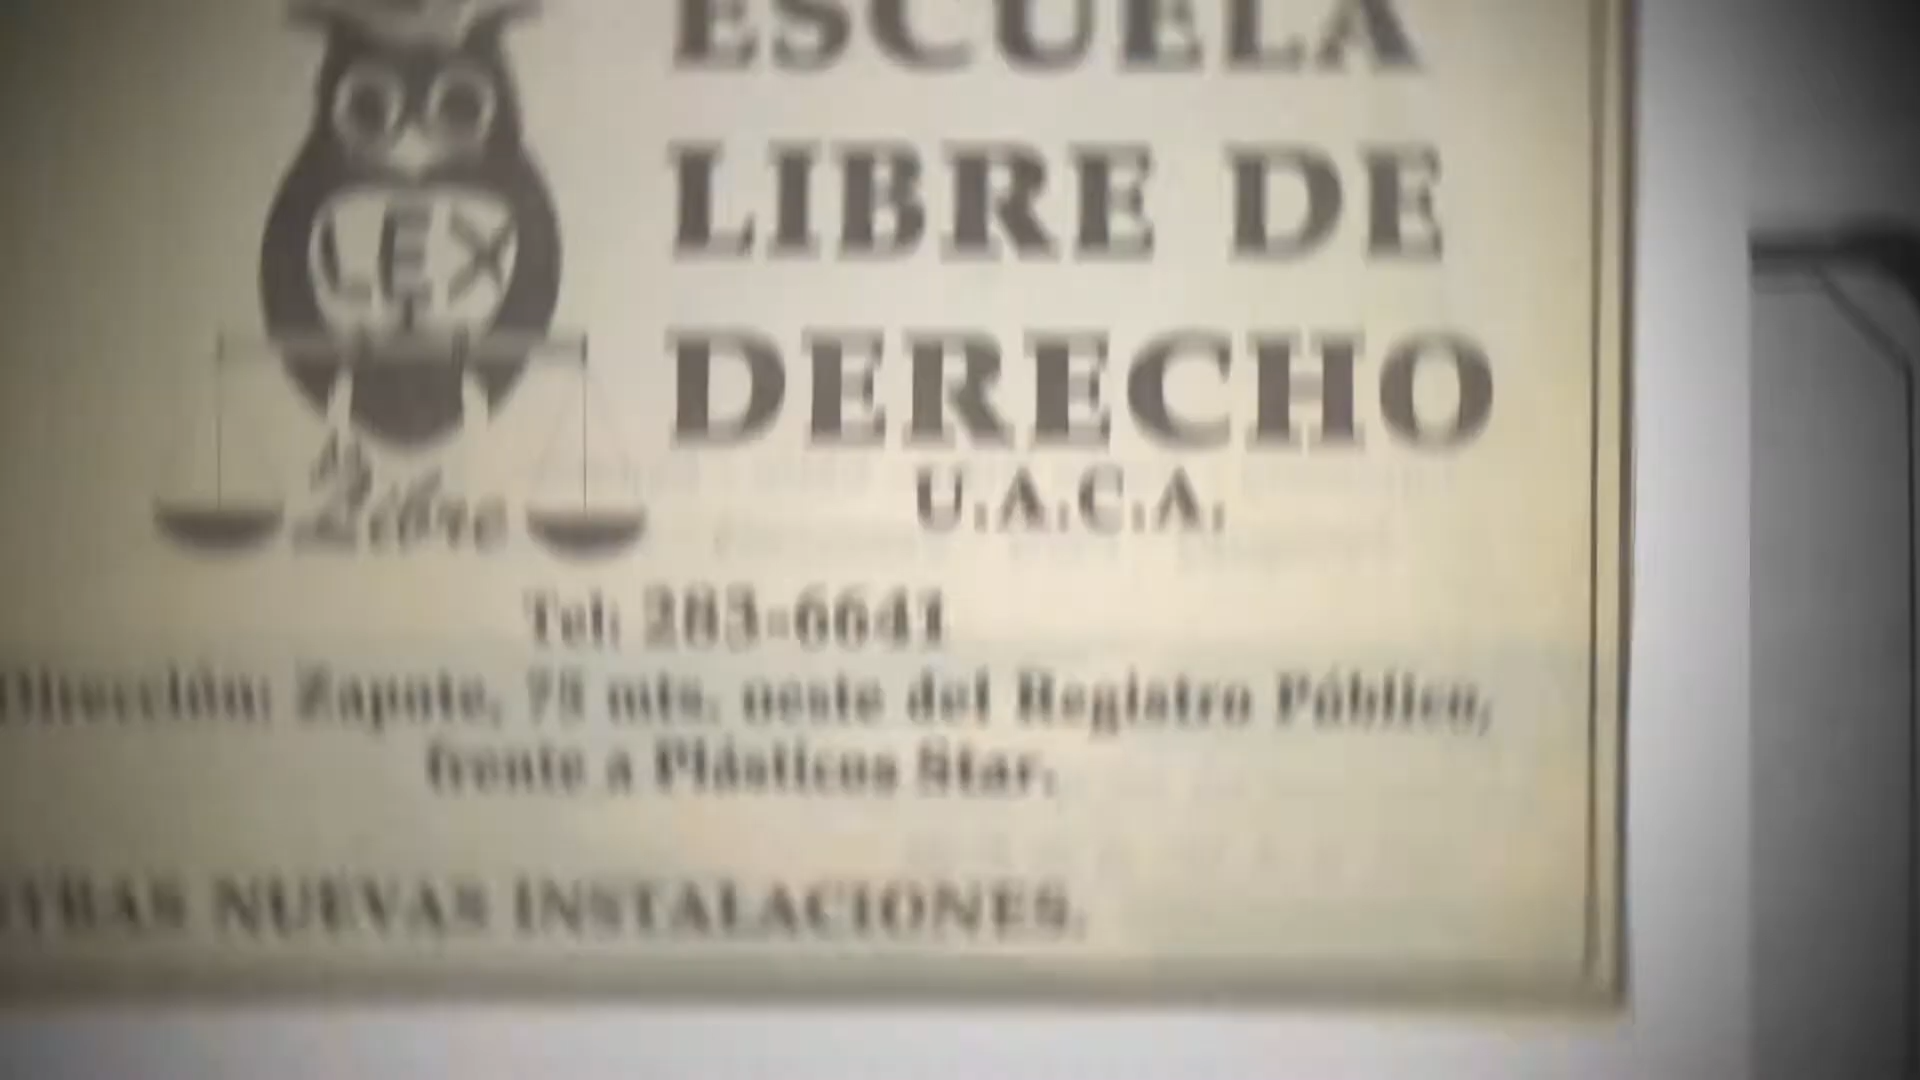 ESCUELA
LIBRE DE
DERECHO
U.A.C.A.
LEX
Libre
Tel: 283-6641
Dirección: Zapote, 75 mts. oeste del Registro Público,
frente a Plásticos Star.
NUEVAS INSTALACIONES.